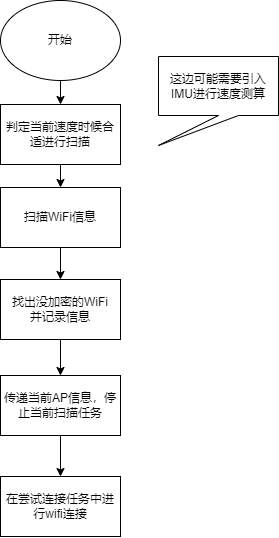 开始
这边可能需要引入
IMU进行速度测算
判定当前速度时候合
适进行扫描
扫描WiFi信息
找出没加密的WiFi
并记录信息
传递当前AP信息，停
止当前扫描任务
在尝试连接任务中进
行wifi连接